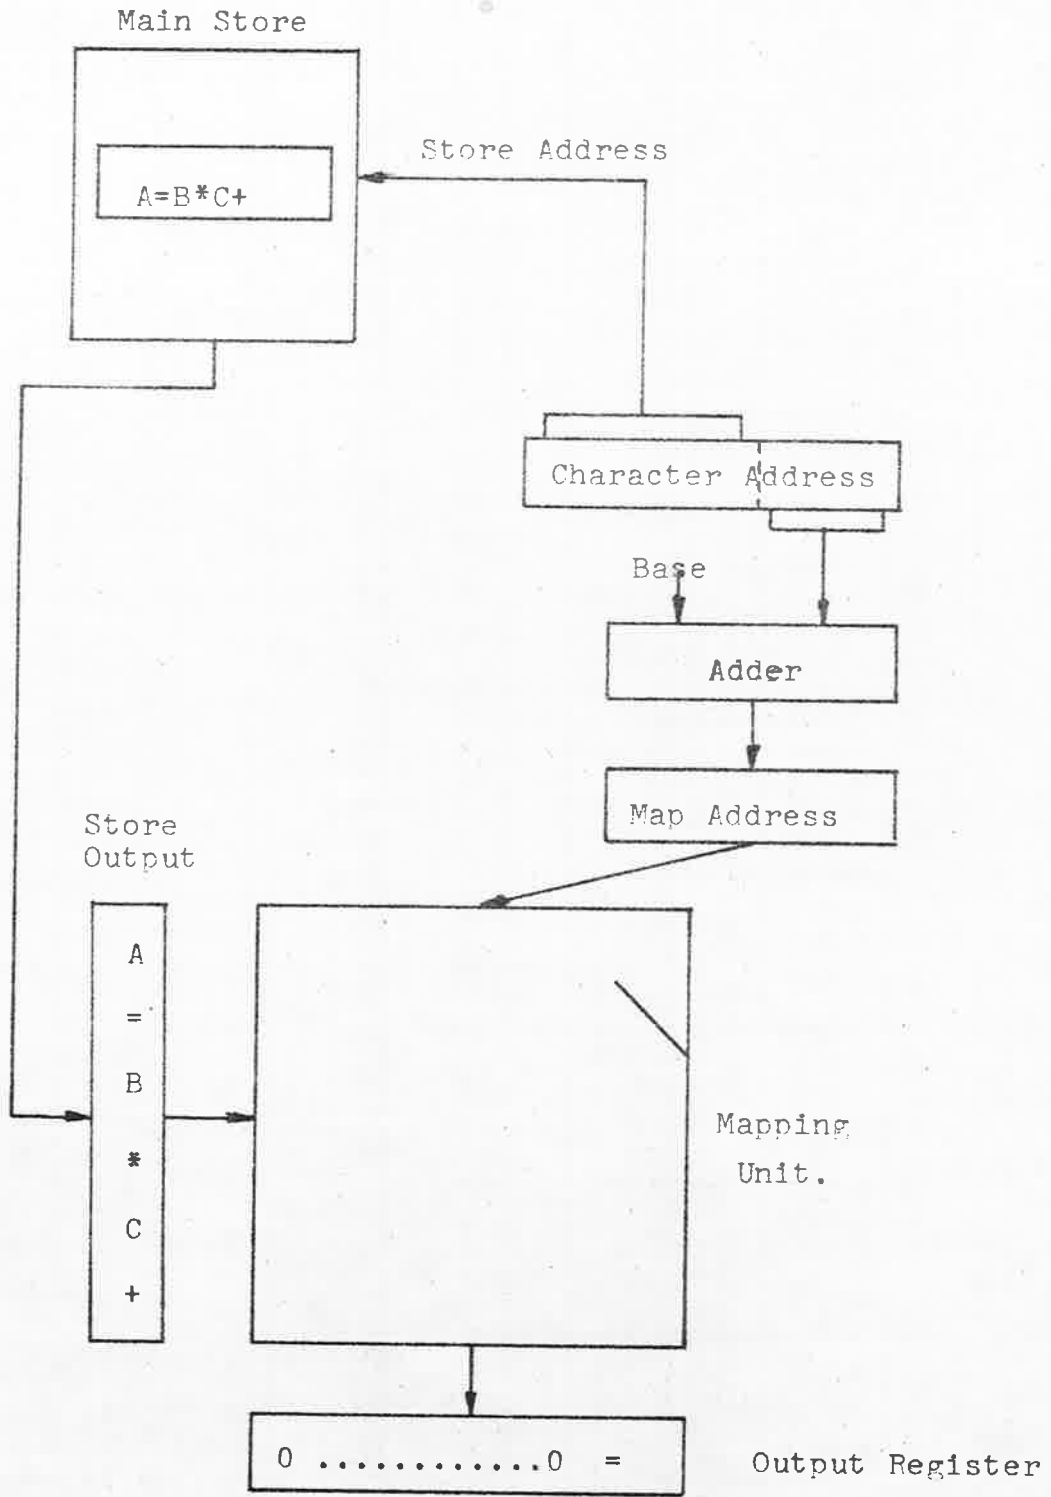 Main Store
A=B*C+
Store Address
Character Address
Base
Adder
Map Address
Store
Output
A
=
B
*
C
+
Mapping
Unit.
0 ............0 =
Output Register